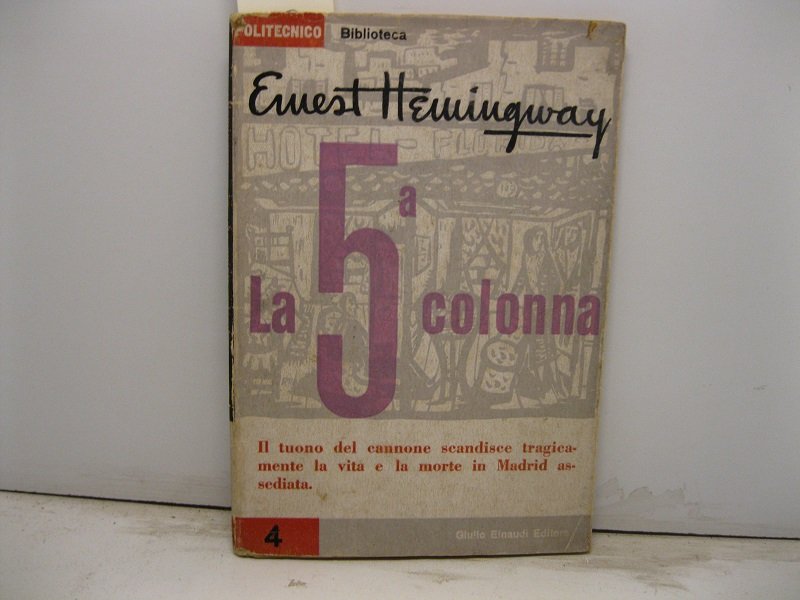 POLITECNICO Biblioteca
Ernest Hemingway
HOTEL-FLORIDA
La 5ª colonna
Il tuono del cannone scandisce tragica-
mente la vita e la morte in Madrid as-
sediata.
4 Giulio Einaudi Editore